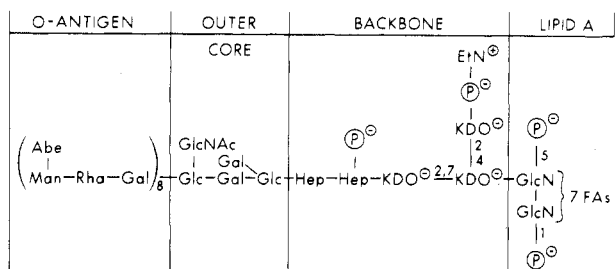 O-ANTIGEN OUTER BACKBONE LIPID A
CORE
EtN⊕
P⊖
KDO⊖
Abe GlcNAc P⊖ 2 P⊖
Gal 4 5
(Man–Rha–Gal)8–Glc–Gal–Glc–Hep–Hep–KDO⊖ 2,7 KDO⊖–GlcN
GlcN } 7 FAs
1
P⊖